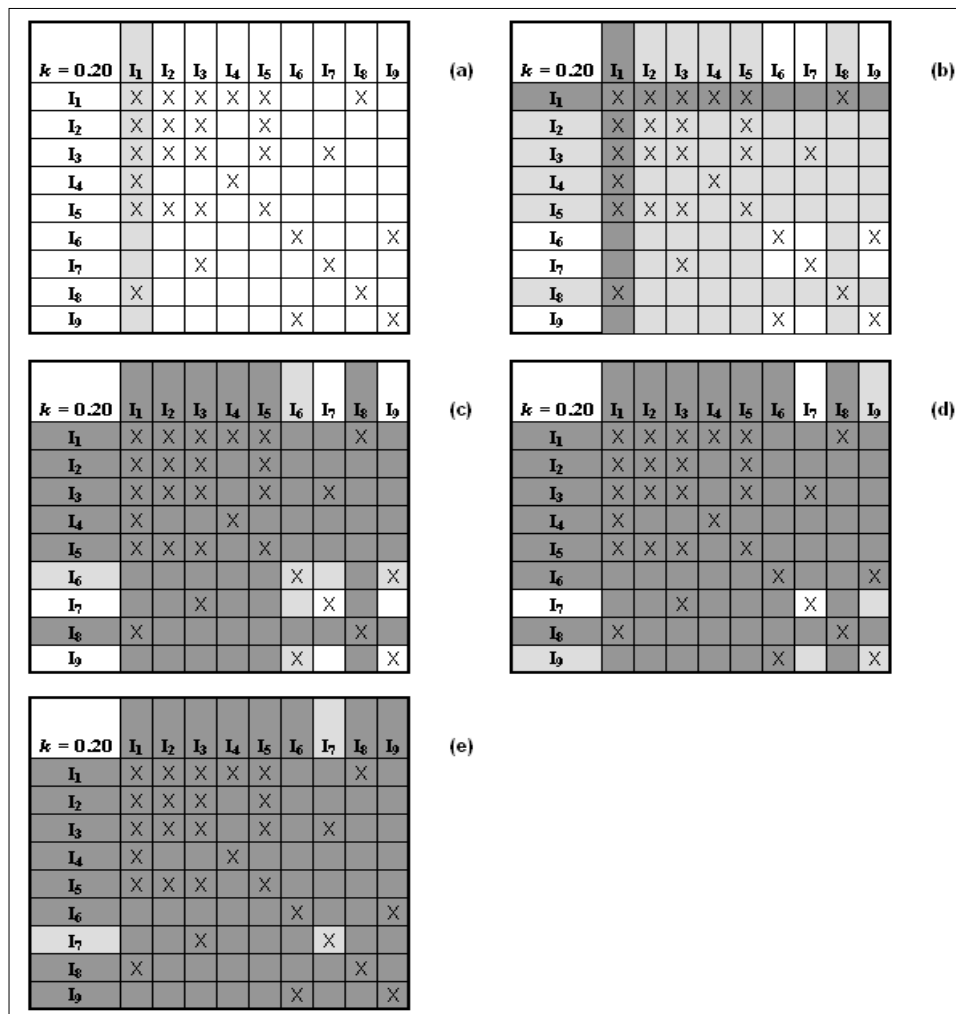 k = 0.20 I1 I2 I3 I4 I5 I6 I7 I8 I9 (a)
I1 X X X X X X
I2 X X X X
I3 X X X X X
I4 X X
I5 X X X X
I6 X X
I7 X X
I8 X X
I9 X X
k = 0.20 I1 I2 I3 I4 I5 I6 I7 I8 I9 (b)
I1 X X X X X X
I2 X X X X
I3 X X X X X
I4 X X
I5 X X X X
I6 X X
I7 X X
I8 X X
I9 X X
k = 0.20 I1 I2 I3 I4 I5 I6 I7 I8 I9 (c)
I1 X X X X X X
I2 X X X X
I3 X X X X X
I4 X X
I5 X X X X
I6 X X
I7 X X
I8 X X
I9 X X
k = 0.20 I1 I2 I3 I4 I5 I6 I7 I8 I9 (d)
I1 X X X X X X
I2 X X X X
I3 X X X X X
I4 X X
I5 X X X X
I6 X X
I7 X X
I8 X X
I9 X X
k = 0.20 I1 I2 I3 I4 I5 I6 I7 I8 I9 (e)
I1 X X X X X X
I2 X X X X
I3 X X X X X
I4 X X
I5 X X X X
I6 X X
I7 X X
I8 X X
I9 X X